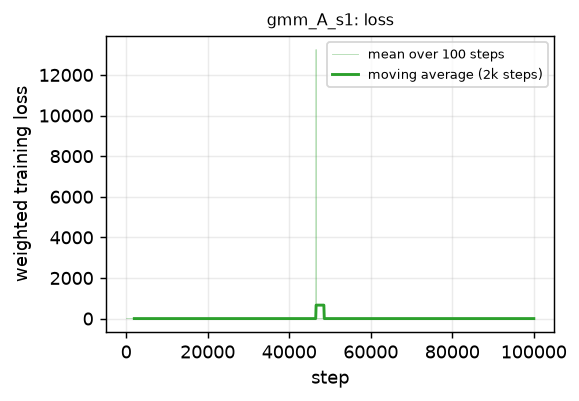 gmm_A_s1: loss
mean over 100 steps
moving average (2k steps)
weighted training loss
12000
10000
8000
6000
4000
2000
0
0 20000 40000 60000 80000 100000
step